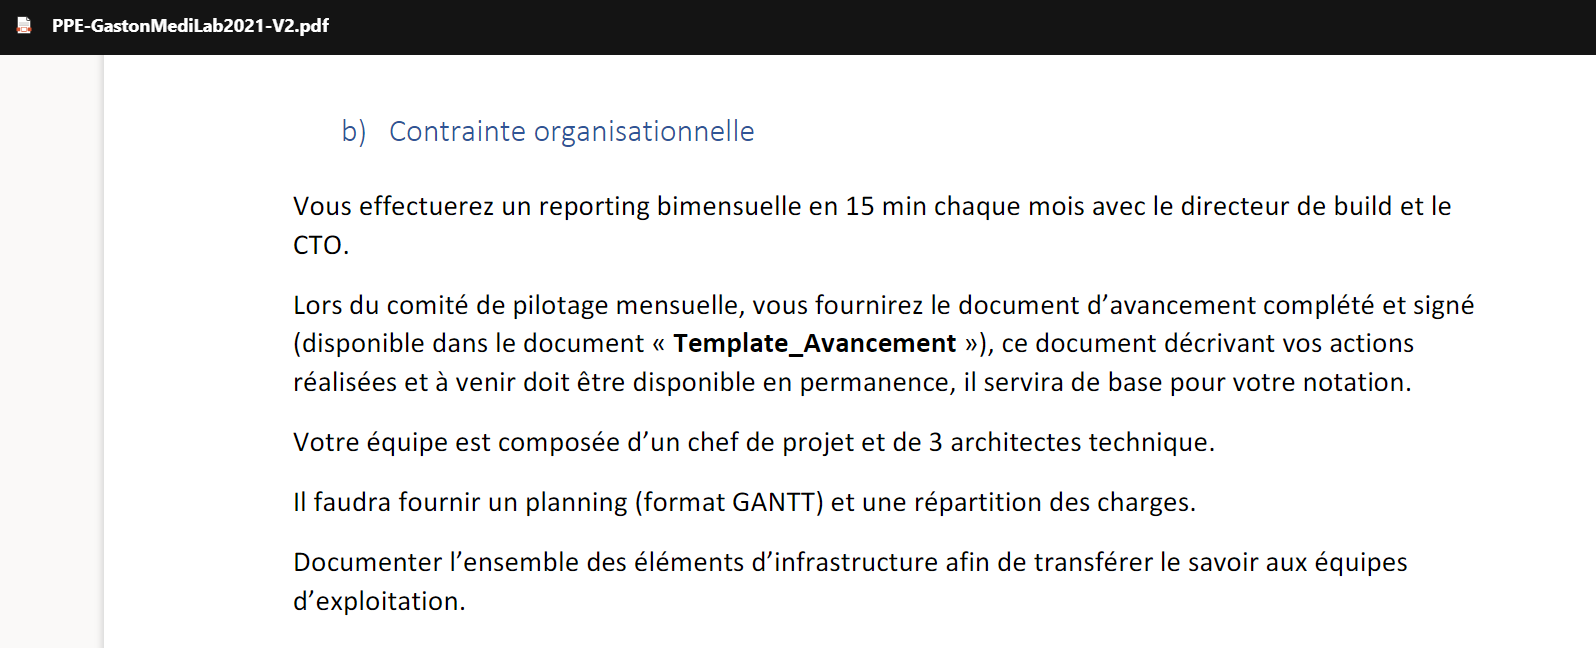 PPE-GastonMediLab2021-V2.pdf
b) Contrainte organisationnelle
Vous effectuerez un reporting bimensuelle en 15 min chaque mois avec le directeur de build et le
CTO.
Lors du comité de pilotage mensuelle, vous fournirez le document d’avancement complété et signé
(disponible dans le document « Template_Avancement »), ce document décrivant vos actions
réalisées et à venir doit être disponible en permanence, il servira de base pour votre notation.
Votre équipe est composée d’un chef de projet et de 3 architectes technique.
Il faudra fournir un planning (format GANTT) et une répartition des charges.
Documenter l’ensemble des éléments d’infrastructure afin de transférer le savoir aux équipes
d’exploitation.